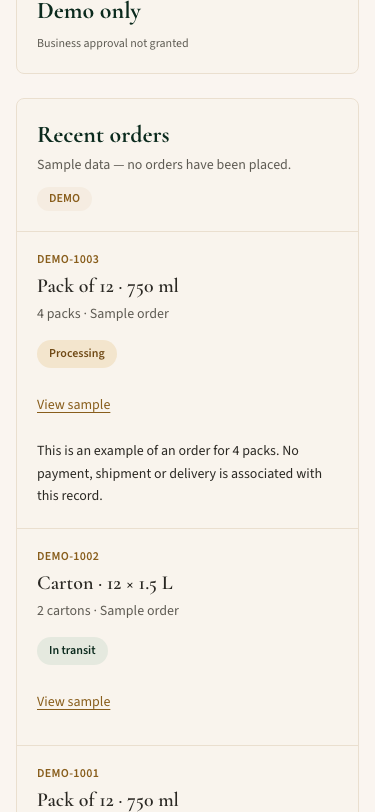 Demo only
Business approval not granted
Recent orders
Sample data — no orders have been placed.
DEMO
DEMO-1003
Pack of 12 · 750 ml
4 packs · Sample order
Processing
View sample
This is an example of an order for 4 packs. No
payment, shipment or delivery is associated with
this record.
DEMO-1002
Carton · 12 × 1.5 L
2 cartons · Sample order
In transit
View sample
DEMO-1001
Pack of 12 · 750 ml